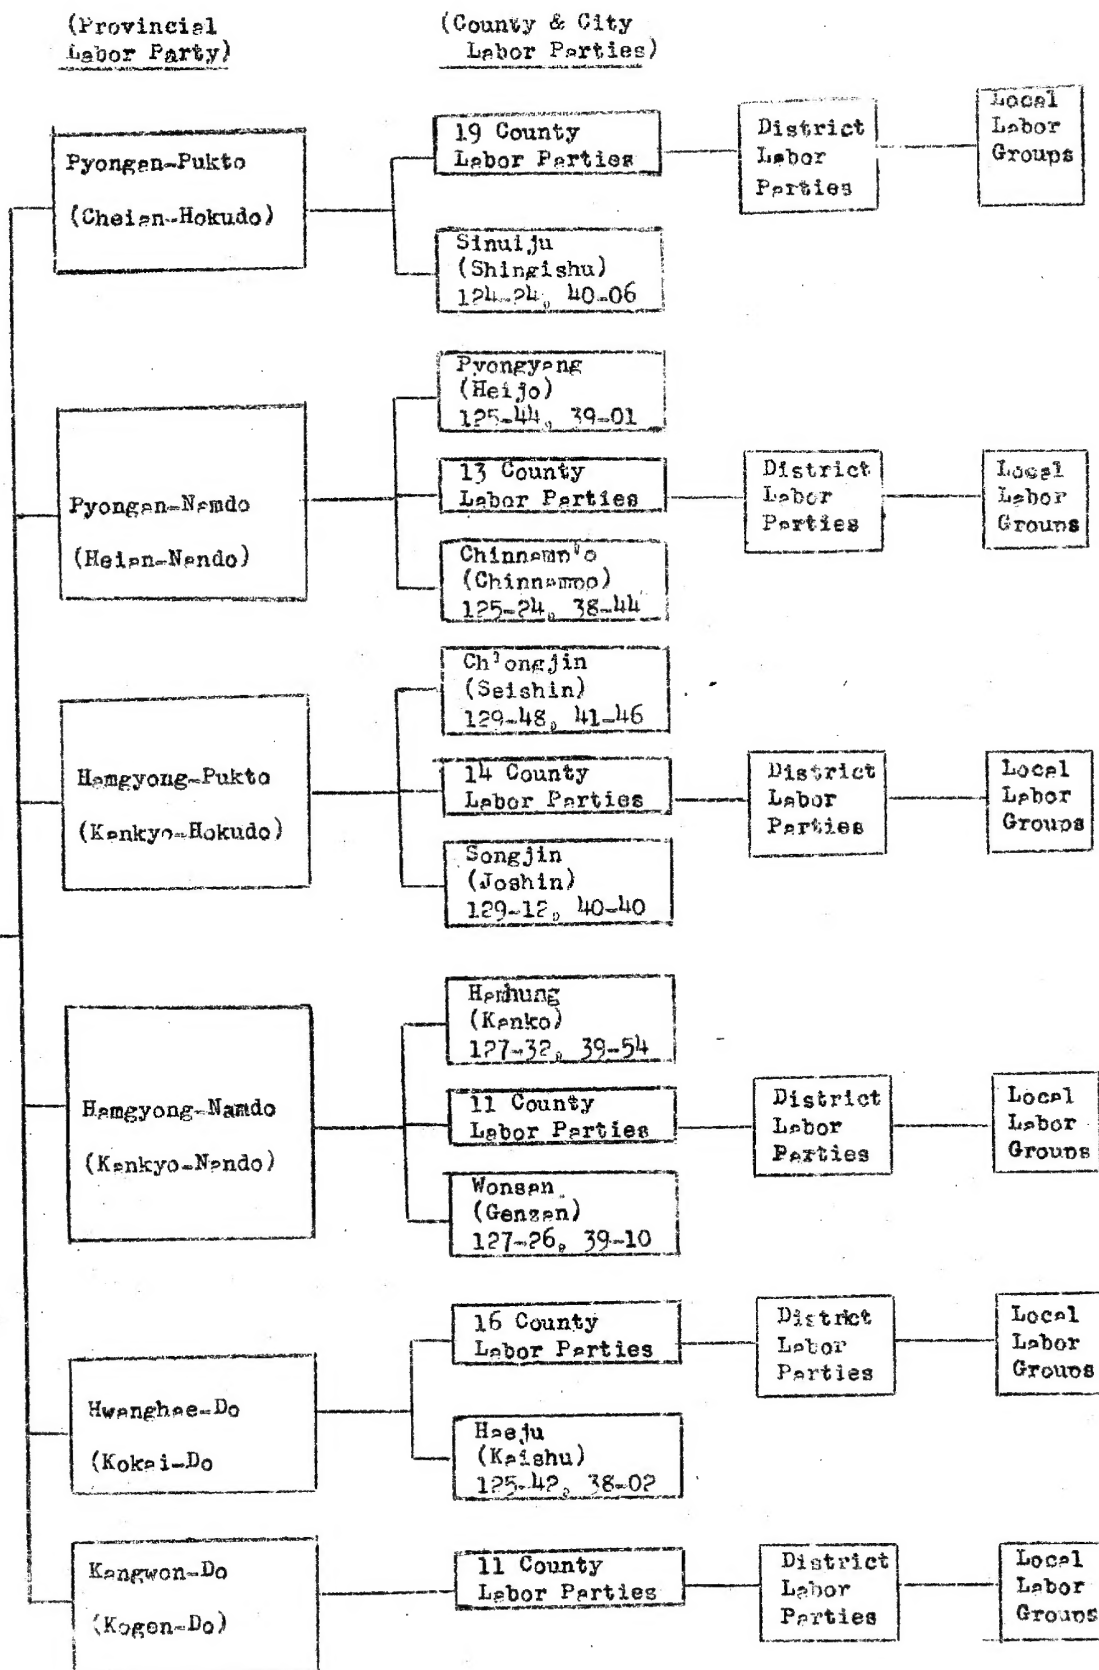 (Provincial
Labor Party)
(County & City
Labor Parties)
Pyongan-Pukto
(Cheian-Hokudo)
19 County
Labor Parties
District
Labor
Parties
Local
Labor
Groups
Sinuiju
(Shingishu)
124-24, 40-06
Pyongyang
(Heijo)
125-44, 39-01
Pyongan-Namdo
(Heian-Nando)
13 County
Labor Parties
District
Labor
Parties
Local
Labor
Groups
Chinnamp'o
(Chinnampo)
125-24, 38-44
Ch'ongjin
(Seishin)
129-48, 41-46
Hamgyong-Pukto
(Kankyo-Hokudo)
14 County
Labor Parties
District
Labor
Parties
Local
Labor
Groups
Songjin
(Joshin)
129-12, 40-40
Hamhung
(Kanko)
127-32, 39-54
Hamgyong-Namdo
(Kankyo-Nando)
11 County
Labor Parties
District
Labor
Parties
Local
Labor
Groups
Wonsan
(Genzan)
127-26, 39-10
16 County
Labor Parties
District
Labor
Parties
Local
Labor
Groups
Hwanghae-Do
(Kokai-Do
Haeju
(Kaishu)
125-42, 38-02
Kangwon-Do
(Kogen-Do)
11 County
Labor Parties
District
Labor
Parties
Local
Labor
Groups